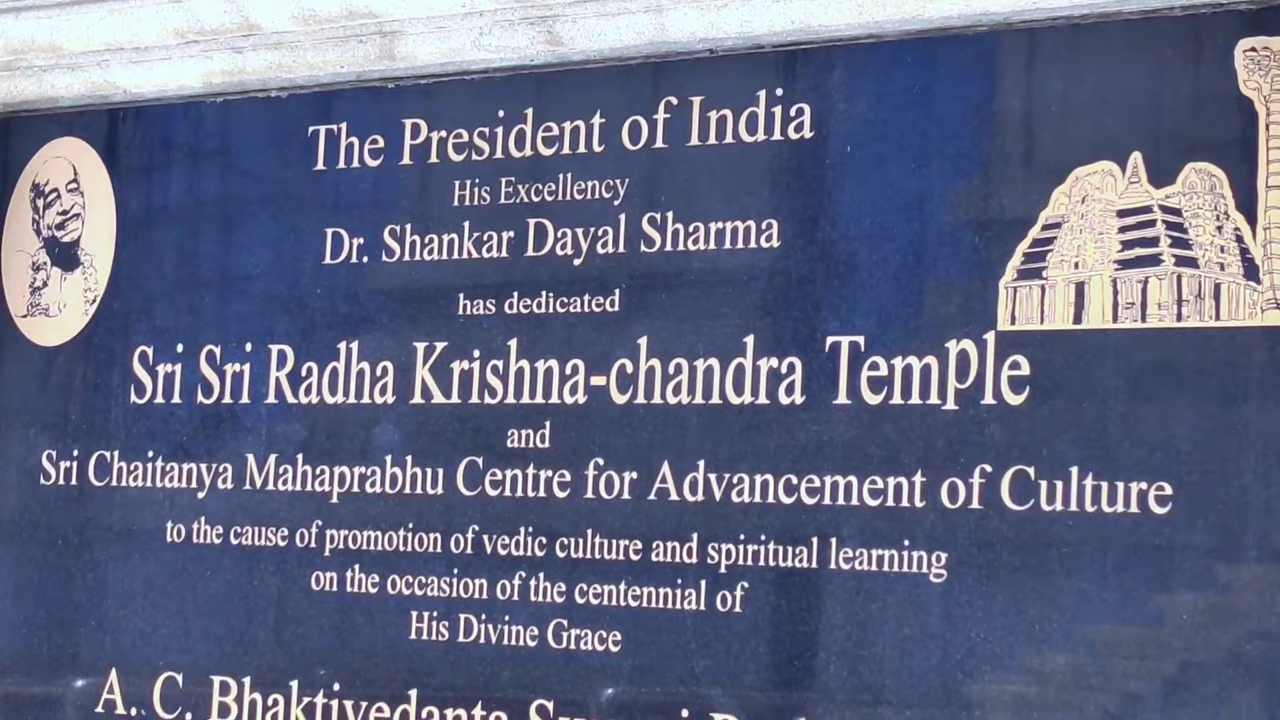 The President of India
His Excellency
Dr. Shankar Dayal Sharma
has dedicated
Sri Sri Radha Krishna-chandra Temple
and
Sri Chaitanya Mahaprabhu Centre for Advancement of Culture
to the cause of promotion of vedic culture and spiritual learning
on the occasion of the centennial of
His Divine Grace
A. C. Bhaktivedanta